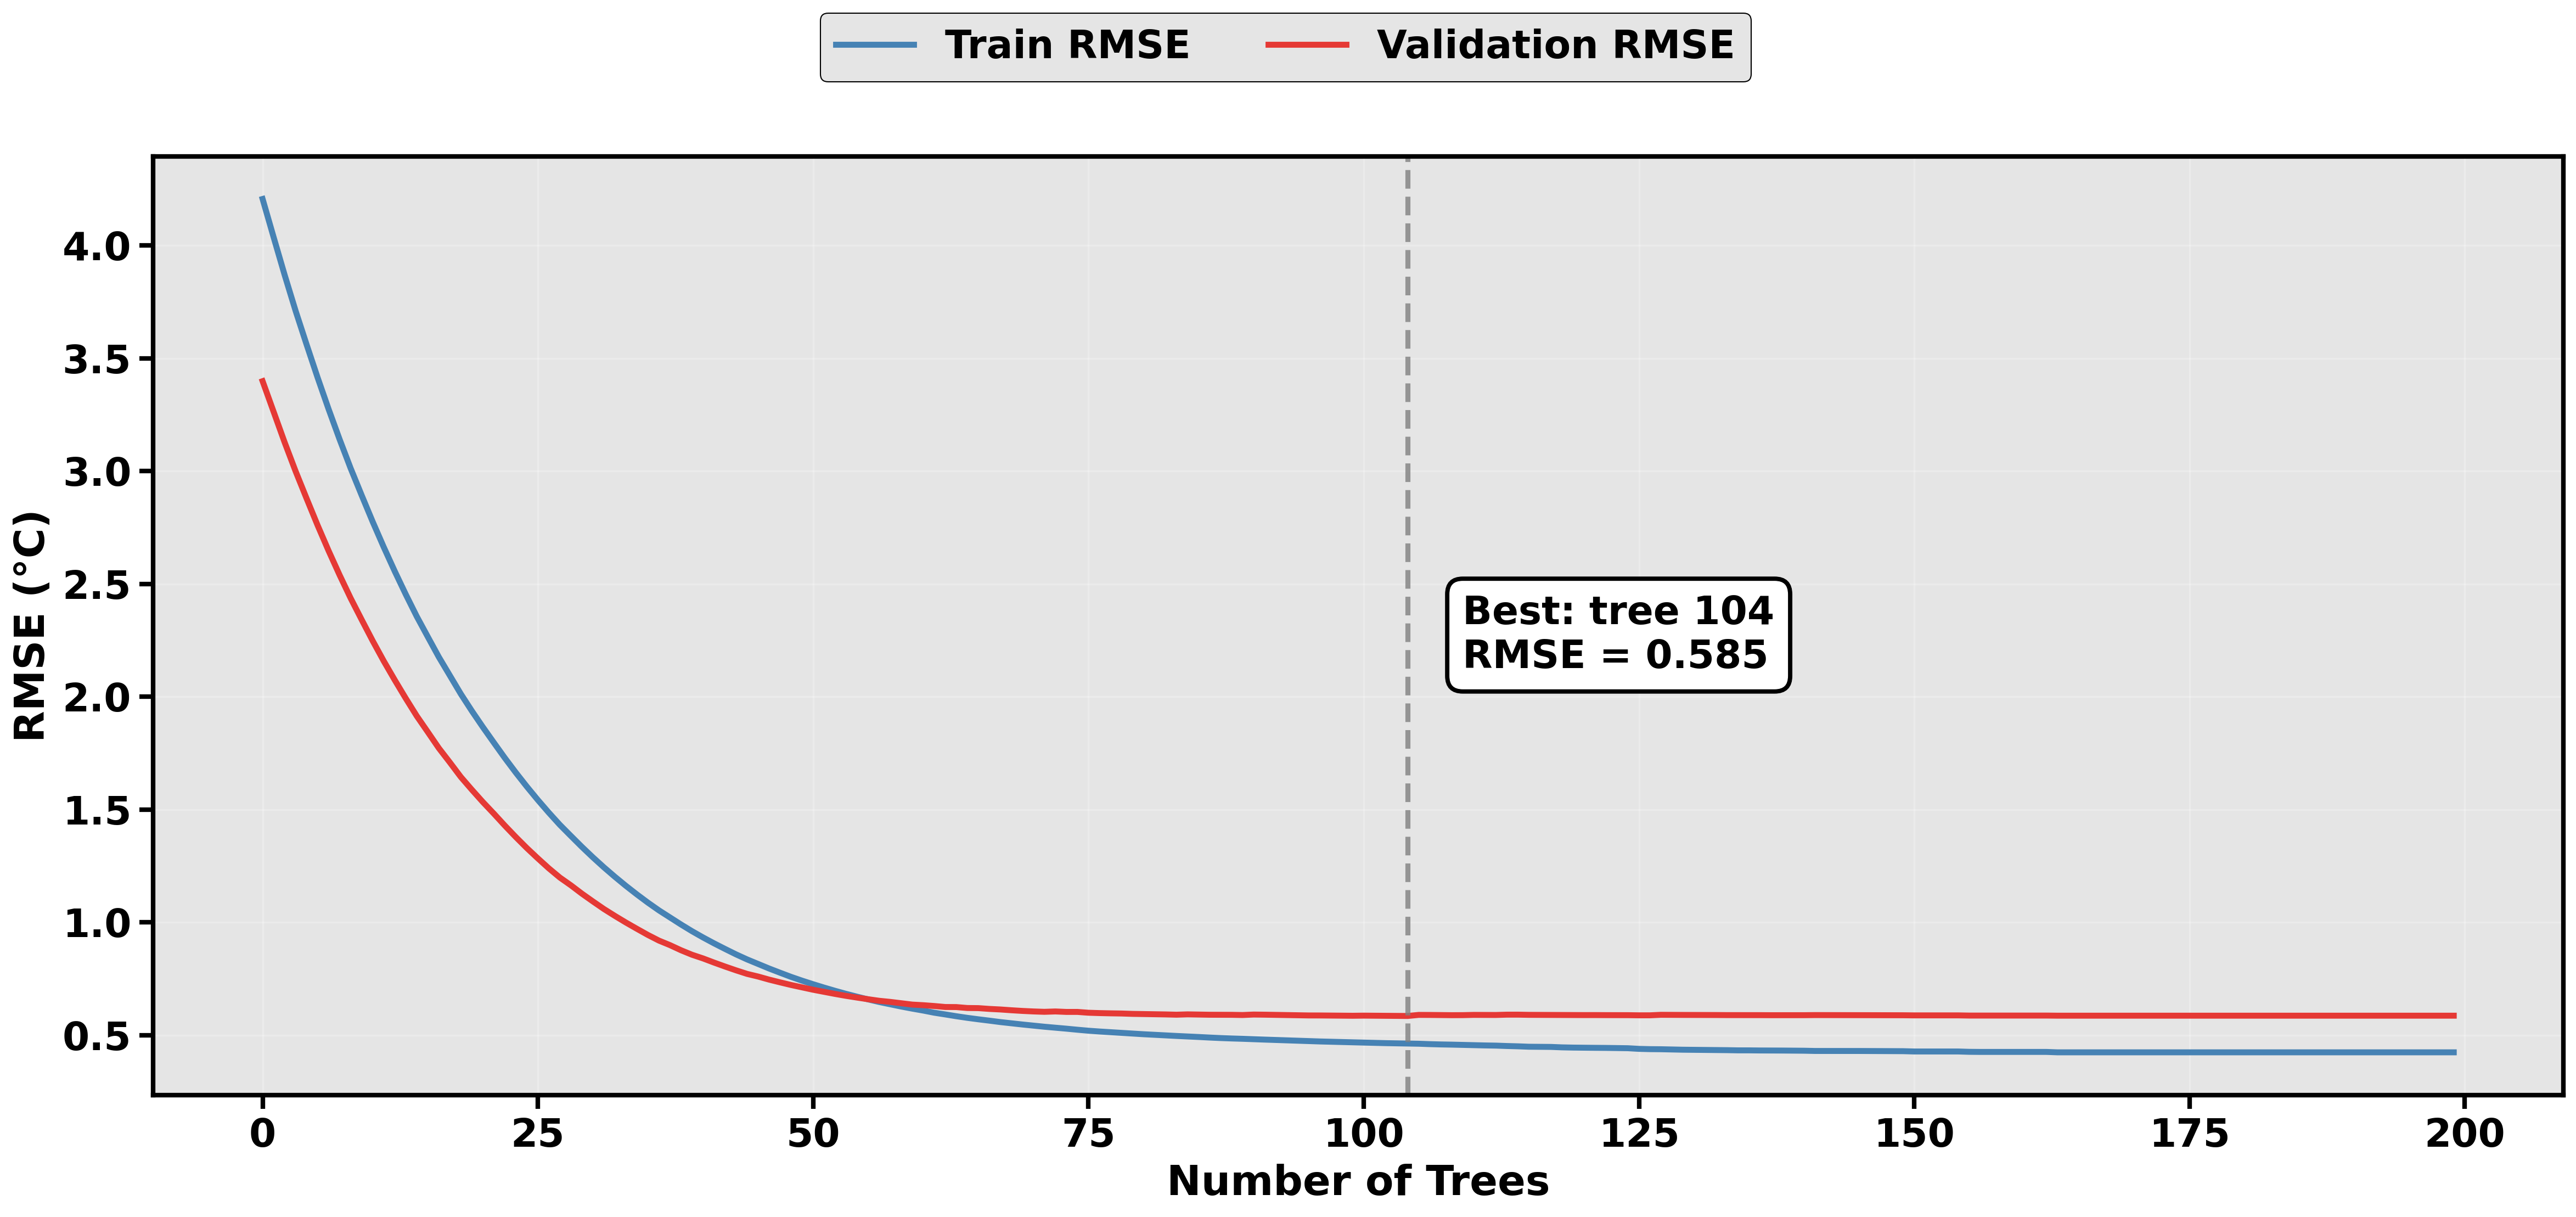 Train RMSE
Validation RMSE
RMSE (°C)
4.0
3.5
3.0
2.5
2.0
1.5
1.0
0.5
Best: tree 104
RMSE = 0.585
0
25
50
75
100
125
150
175
200
Number of Trees